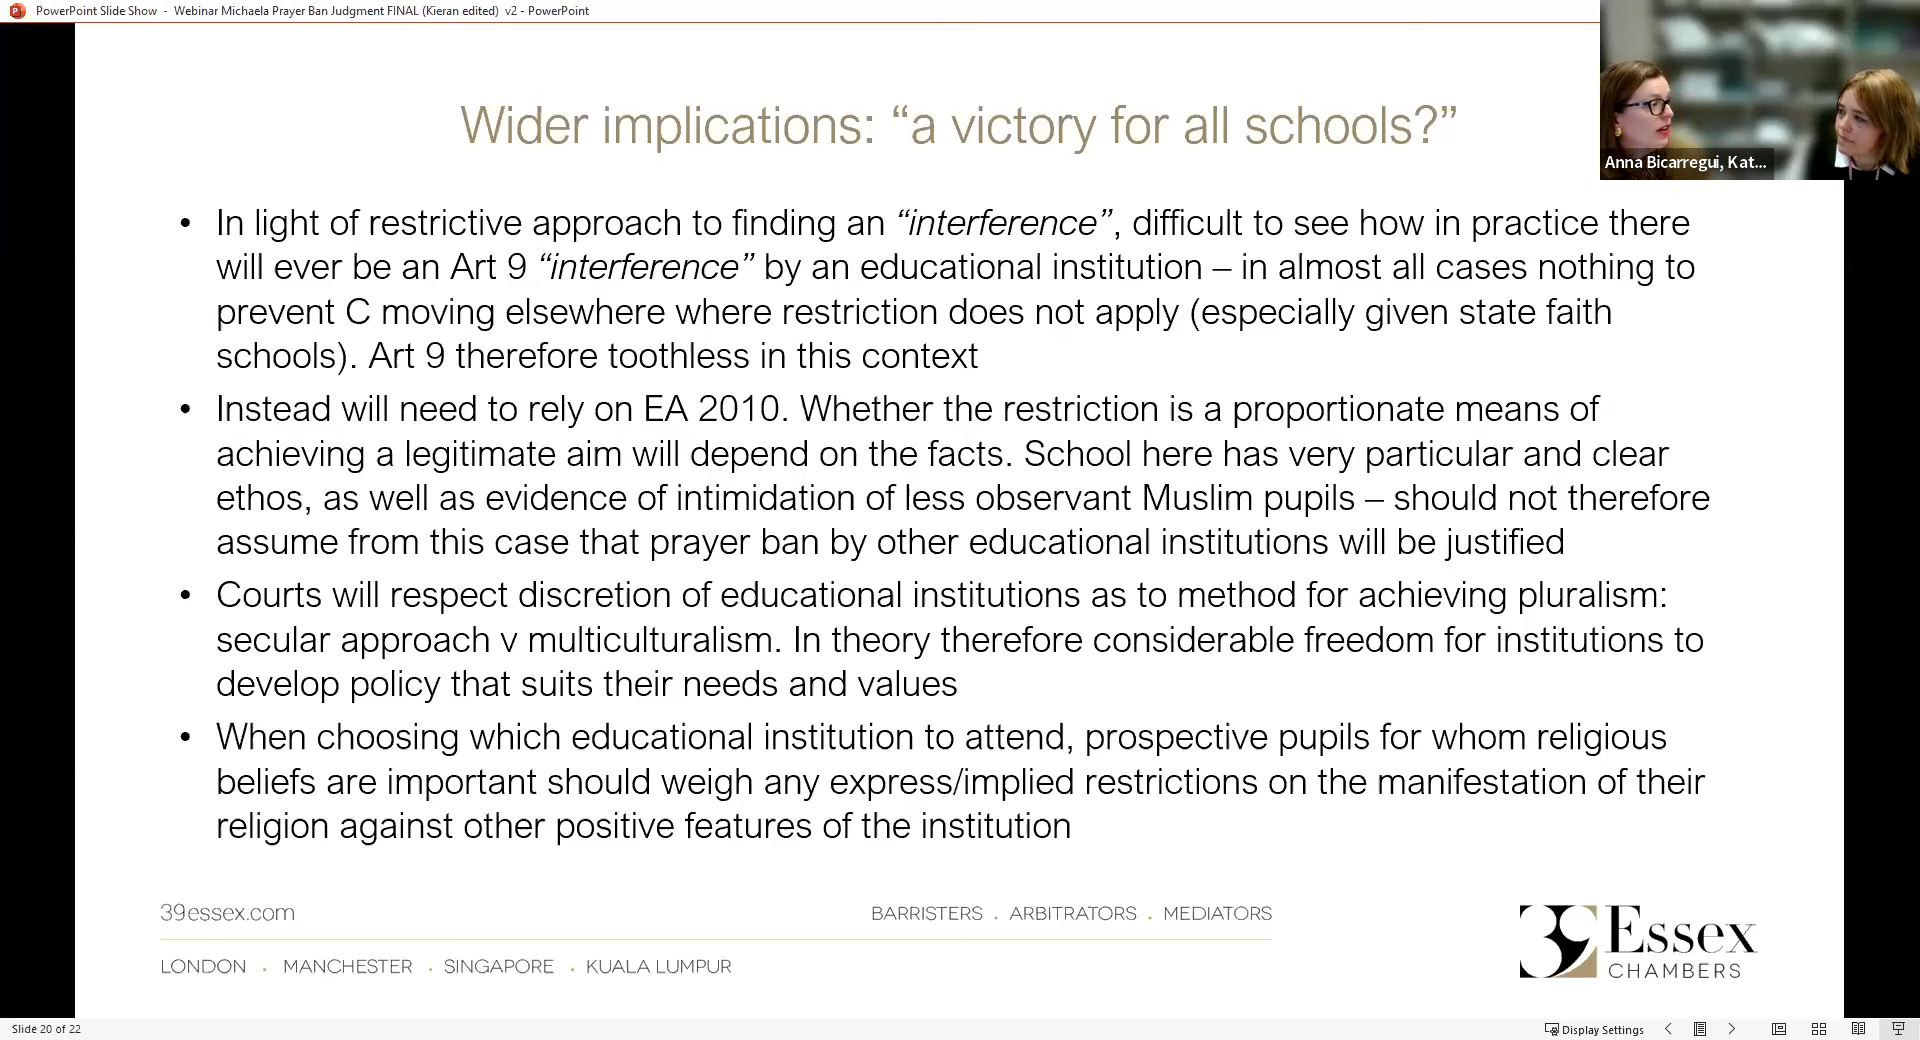 PowerPoint Slide Show - Webinar Michaela Prayer Ban Judgment FINAL (Kieran edited) v2 - PowerPoint
Anna Bicarregui, Kat...
Wider implications: “a victory for all schools?”
• In light of restrictive approach to finding an “interference”, difficult to see how in practice there
will ever be an Art 9 “interference” by an educational institution – in almost all cases nothing to
prevent C moving elsewhere where restriction does not apply (especially given state faith
schools). Art 9 therefore toothless in this context
• Instead will need to rely on EA 2010. Whether the restriction is a proportionate means of
achieving a legitimate aim will depend on the facts. School here has very particular and clear
ethos, as well as evidence of intimidation of less observant Muslim pupils – should not therefore
assume from this case that prayer ban by other educational institutions will be justified
• Courts will respect discretion of educational institutions as to method for achieving pluralism:
secular approach v multiculturalism. In theory therefore considerable freedom for institutions to
develop policy that suits their needs and values
• When choosing which educational institution to attend, prospective pupils for whom religious
beliefs are important should weigh any express/implied restrictions on the manifestation of their
religion against other positive features of the institution
39essex.com
BARRISTERS . ARBITRATORS . MEDIATORS
LONDON . MANCHESTER . SINGAPORE . KUALA LUMPUR
39 Essex
CHAMBERS
Slide 20 of 22
Display Settings